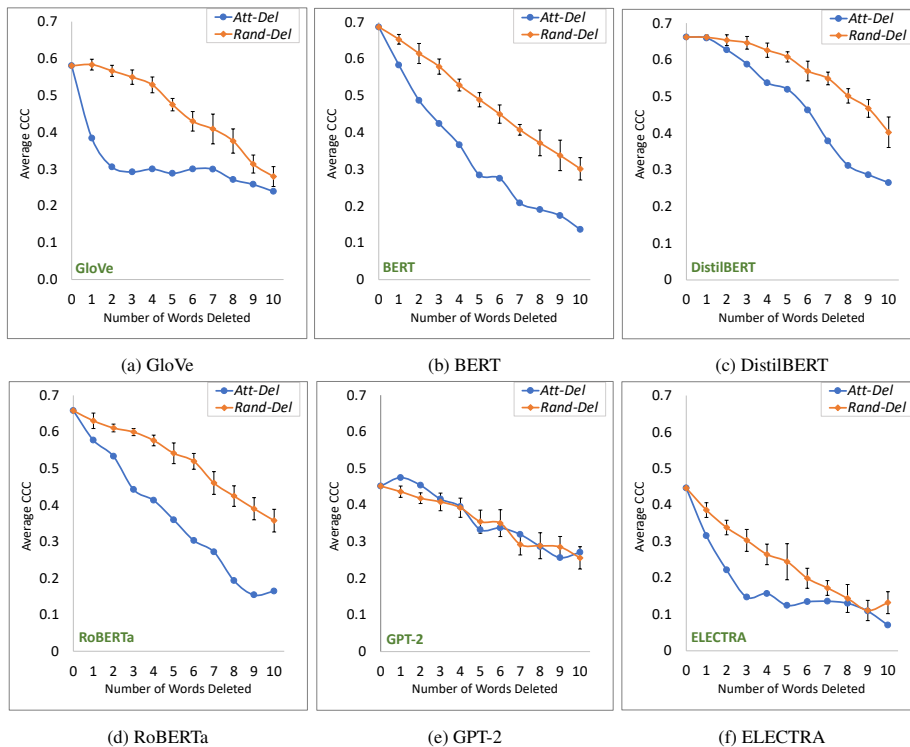 0.7
0.6
0.5
0.4
0.3
0.2
0.1
0.0
Average CCC
Att-Del
Rand-Del
GloVe
0 1 2 3 4 5 6 7 8 9 10
Number of Words Deleted
(a) GloVe
0.7
0.6
0.5
0.4
0.3
0.2
0.1
0
Average CCC
Att-Del
Rand-Del
BERT
0 1 2 3 4 5 6 7 8 9 10
Number of Words Deleted
(b) BERT
0.7
0.6
0.5
0.4
0.3
0.2
0.1
0
Average CCC
Att-Del
Rand-Del
DistilBERT
0 1 2 3 4 5 6 7 8 9 10
Number of Words Deleted
(c) DistilBERT
0.7
0.6
0.5
0.4
0.3
0.2
0.1
0
Average CCC
Att-Del
Rand-Del
RoBERTa
0 1 2 3 4 5 6 7 8 9 10
Number of Words Deleted
(d) RoBERTa
0.7
0.6
0.5
0.4
0.3
0.2
0.1
0
Average CCC
Att-Del
Rand-Del
GPT-2
0 1 2 3 4 5 6 7 8 9 10
Number of Words Deleted
(e) GPT-2
0.7
0.6
0.5
0.4
0.3
0.2
0.1
0
Average CCC
Att-Del
Rand-Del
ELECTRA
0 1 2 3 4 5 6 7 8 9 10
Number of Words Deleted
(f) ELECTRA